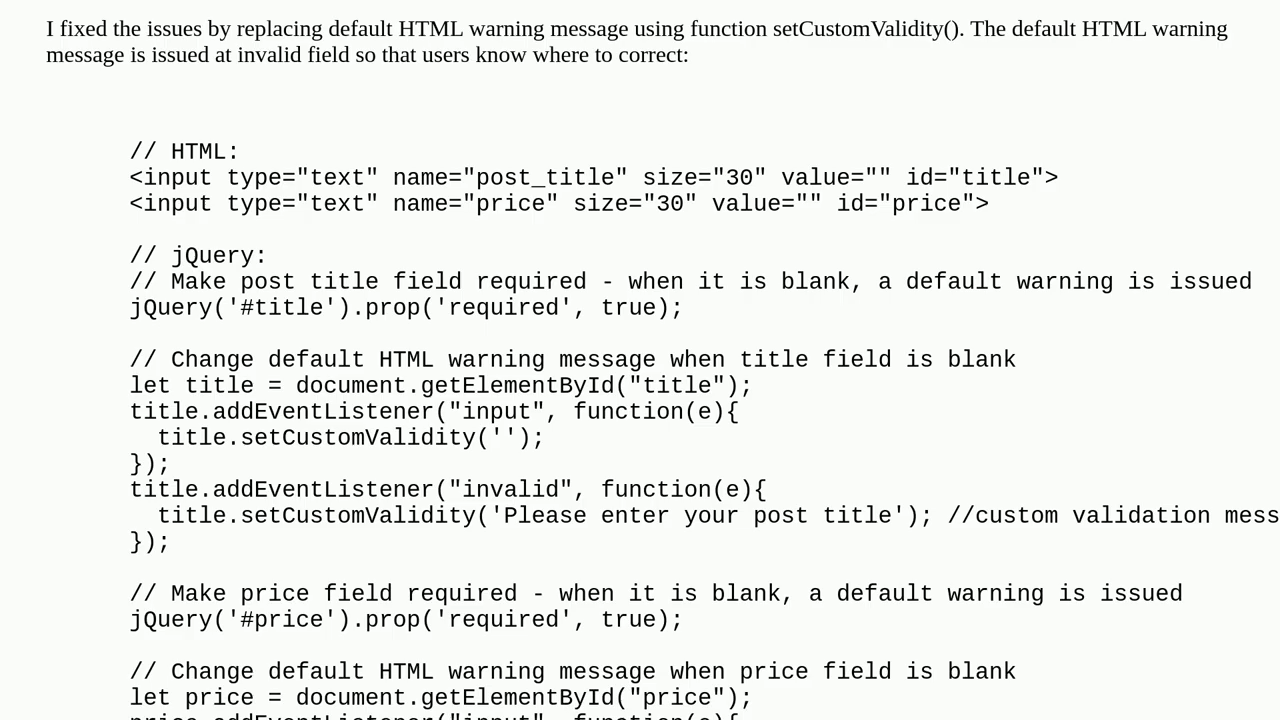 I fixed the issues by replacing default HTML warning message using function setCustomValidity(). The default HTML warning
message is issued at invalid field so that users know where to correct:
// HTML:
<input type="text" name="post_title" size="30" value="" id="title">
<input type="text" name="price" size="30" value="" id="price">
// jQuery:
// Make post title field required - when it is blank, a default warning is issued
jQuery('#title').prop('required', true);
// Change default HTML warning message when title field is blank
let title = document.getElementById("title");
title.addEventListener("input", function(e){
  title.setCustomValidity('');
});
title.addEventListener("invalid", function(e){
  title.setCustomValidity('Please enter your post title'); //custom validation mess
});
// Make price field required - when it is blank, a default warning is issued
jQuery('#price').prop('required', true);
// Change default HTML warning message when price field is blank
let price = document.getElementById("price");
price.addEventListener("input", function(e){